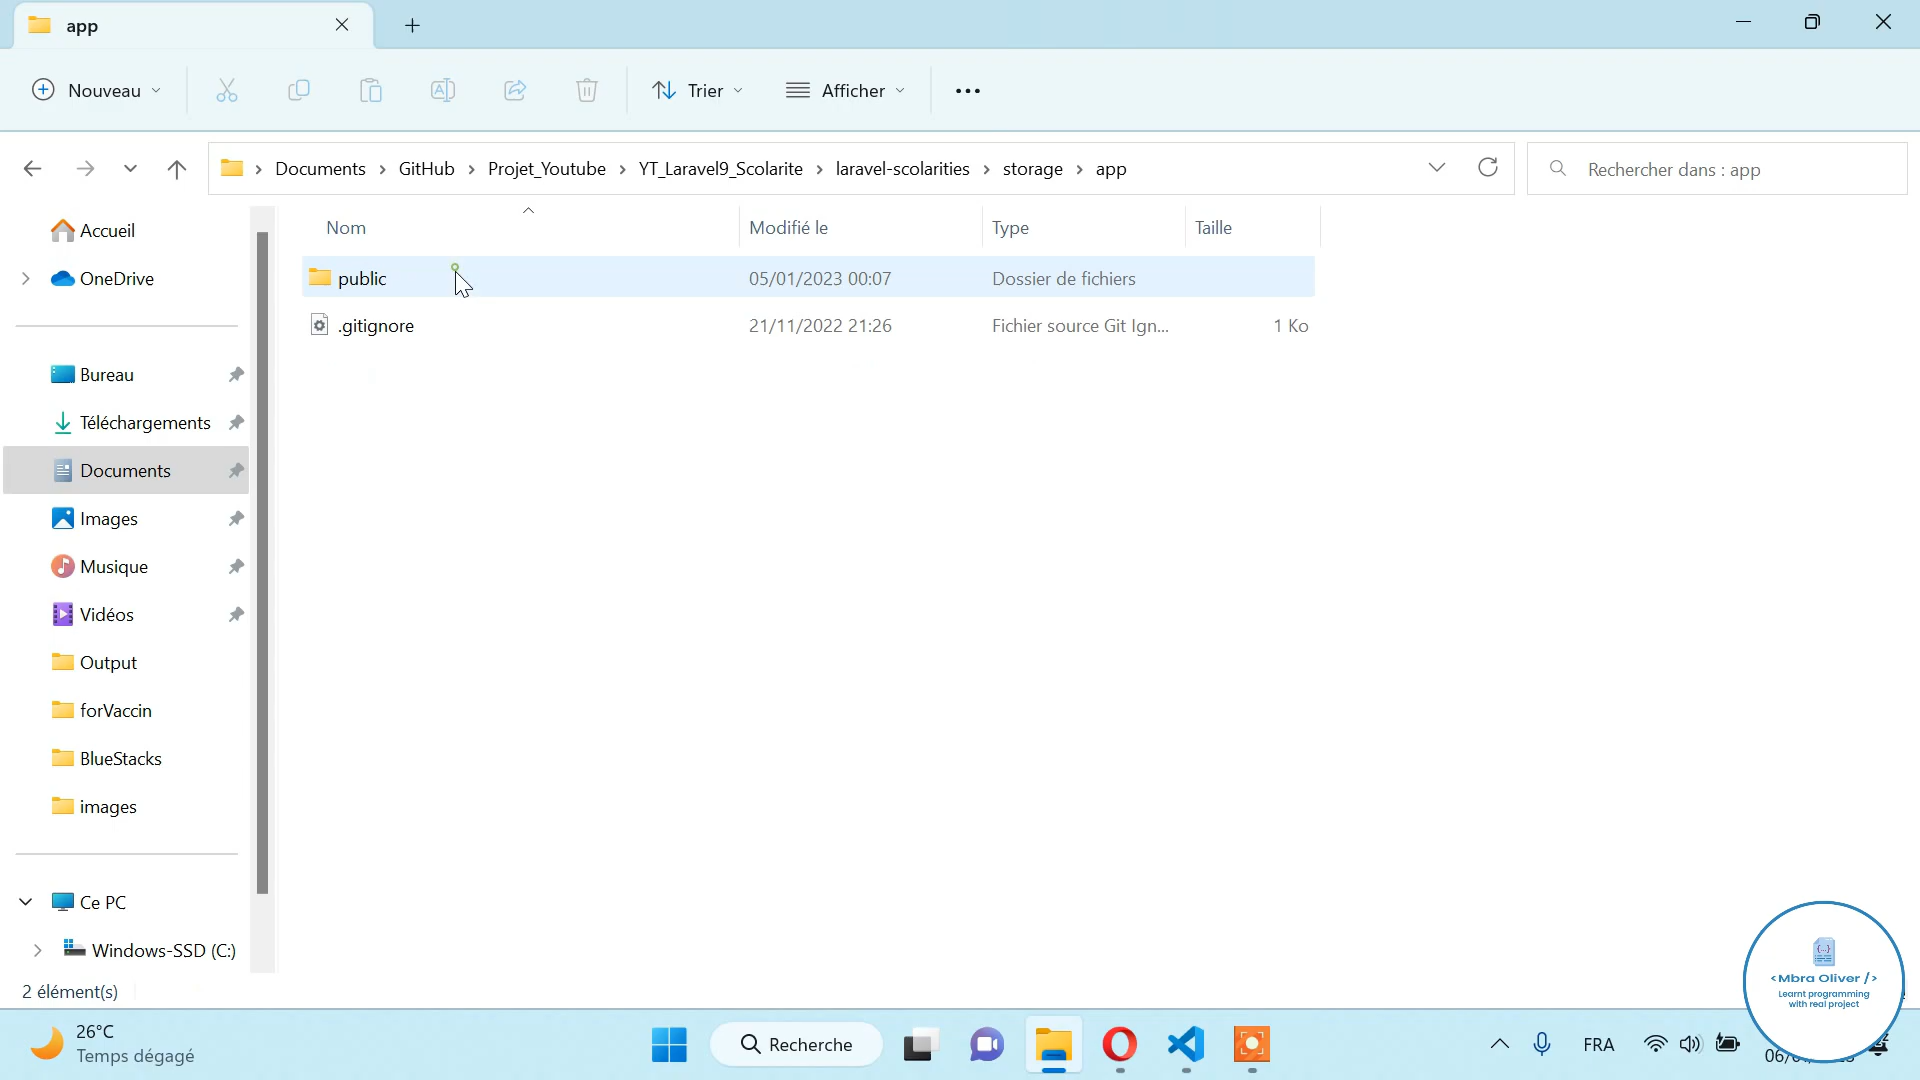 app
Nouveau
Trier
Afficher
Documents
GitHub
Projet_Youtube
YT_Laravel9_Scolarite
laravel-scolarities
storage
app
Rechercher dans : app
Accueil
OneDrive
Bureau
Téléchargements
Documents
Images
Musique
Vidéos
Output
forVaccin
BlueStacks
images
Ce PC
Windows-SSD (C:)
Nom
Modifié le
Type
Taille
public
05/01/2023 00:07
Dossier de fichiers
.gitignore
21/11/2022 21:26
Fichier source Git Ign...
1 Ko
2 élément(s)
{...}
<Mbra Oliver />
Learnt programming
with real project
26°C
Temps dégagé
Recherche
FRA